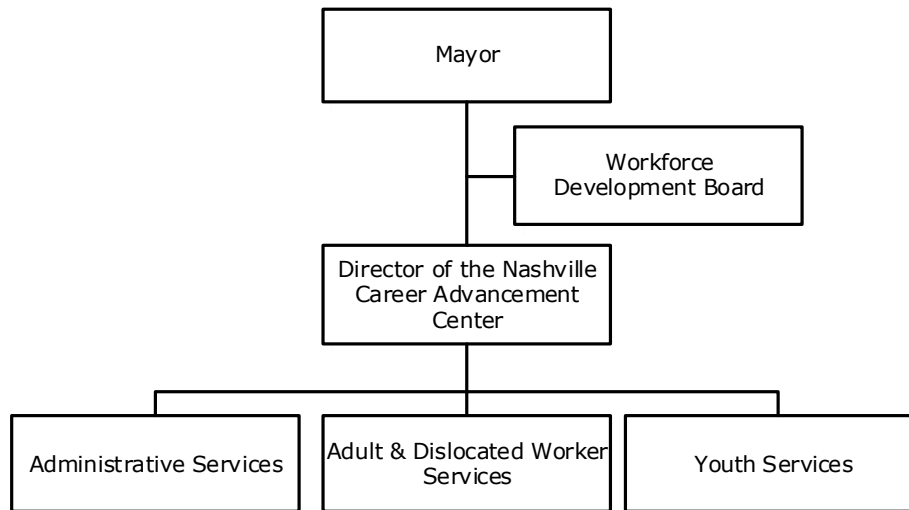 Mayor
Workforce
Development Board
Director of the Nashville
Career Advancement
Center
Administrative Services
Adult & Dislocated Worker
Services
Youth Services